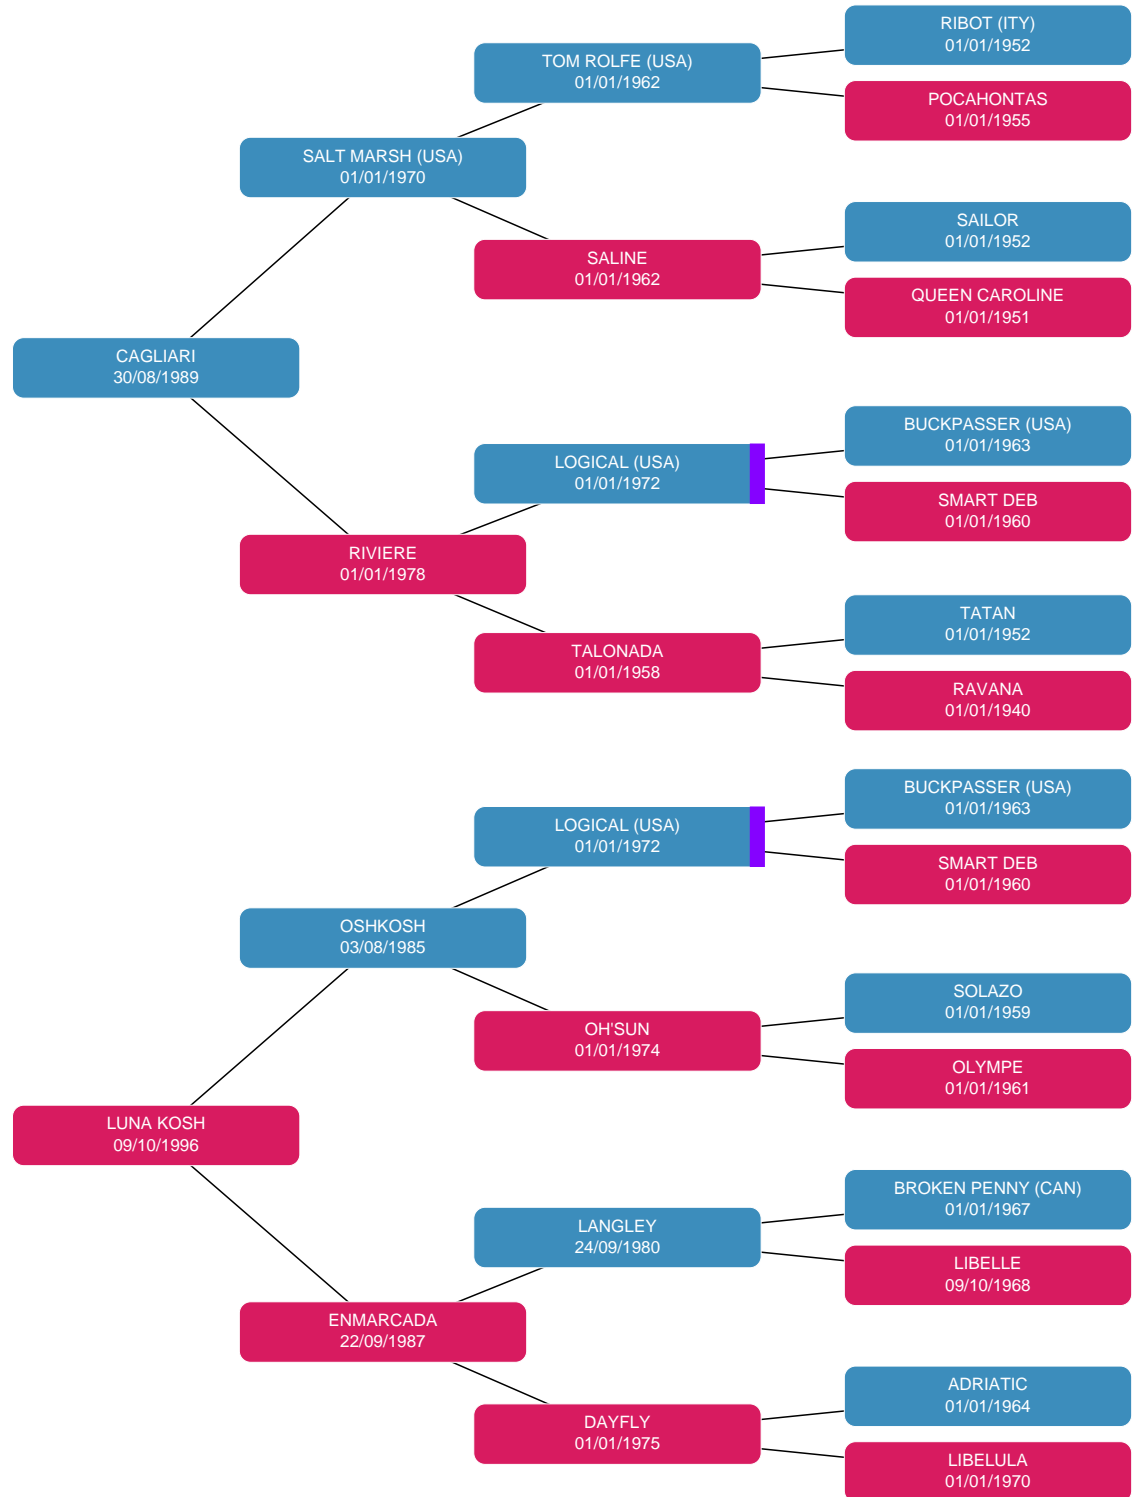 RIBOT (ITY)
01/01/1952
TOM ROLFE (USA)
01/01/1962
POCAHONTAS
01/01/1955
SALT MARSH (USA)
01/01/1970
SAILOR
01/01/1952
SALINE
01/01/1962
QUEEN CAROLINE
01/01/1951
CAGLIARI
30/08/1989
BUCKPASSER (USA)
01/01/1963
LOGICAL (USA)
01/01/1972
SMART DEB
01/01/1960
RIVIERE
01/01/1978
TATAN
01/01/1952
TALONADA
01/01/1958
RAVANA
01/01/1940
BUCKPASSER (USA)
01/01/1963
LOGICAL (USA)
01/01/1972
SMART DEB
01/01/1960
OSHKOSH
03/08/1985
SOLAZO
01/01/1959
OH'SUN
01/01/1974
OLYMPE
01/01/1961
LUNA KOSH
09/10/1996
BROKEN PENNY (CAN)
01/01/1967
LANGLEY
24/09/1980
LIBELLE
09/10/1968
ENMARCADA
22/09/1987
ADRIATIC
01/01/1964
DAYFLY
01/01/1975
LIBELULA
01/01/1970